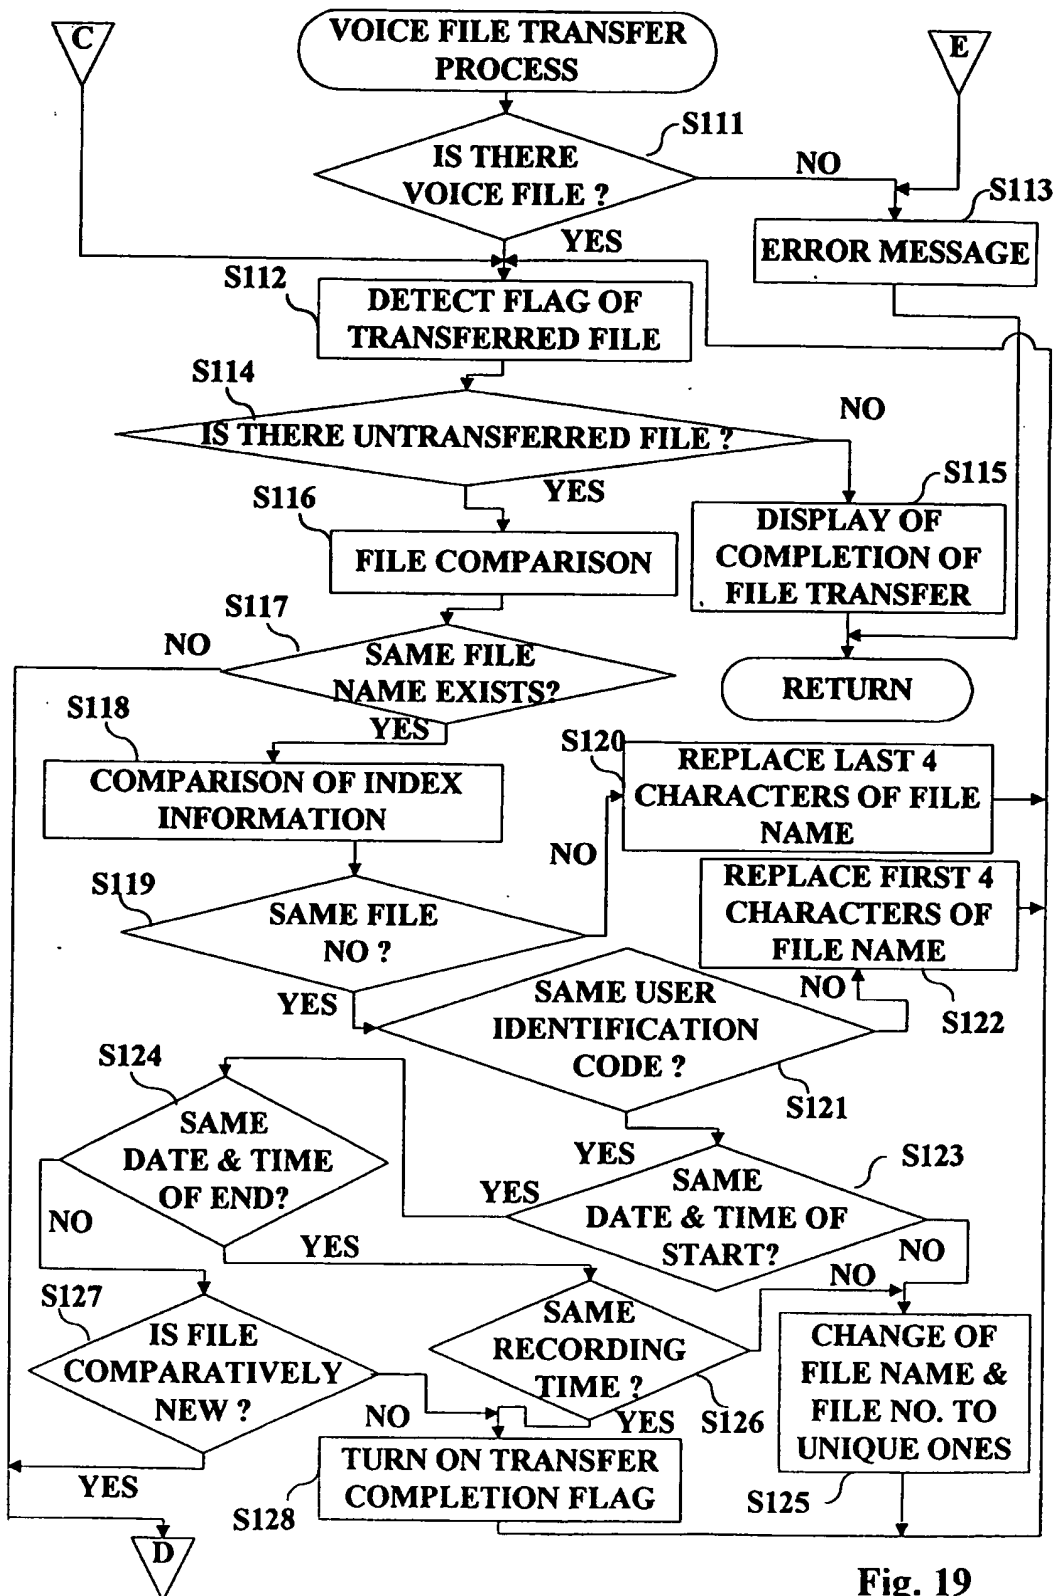 C
VOICE FILE TRANSFER
PROCESS
E
S111
IS THERE
VOICE FILE ?
NO
S113
YES
ERROR MESSAGE
S112
DETECT FLAG OF
TRANSFERRED FILE
S114
NO
IS THERE UNTRANSFERRED FILE ?
YES
S115
S116
DISPLAY OF
COMPLETION OF
FILE TRANSFER
FILE COMPARISON
S117
NO
SAME FILE
NAME EXISTS?
RETURN
YES
S118
S120
COMPARISON OF INDEX
INFORMATION
REPLACE LAST 4
CHARACTERS OF FILE
NAME
NO
S119
SAME FILE
NO ?
REPLACE FIRST 4
CHARACTERS OF
FILE NAME
YES
SAME USER
IDENTIFICATION
CODE ?
NO
S122
S121
S124
SAME
DATE & TIME
OF END?
YES
S123
YES
SAME
DATE & TIME OF
START?
NO
YES
NO
NO
S127
IS FILE
COMPARATIVELY
NEW ?
SAME
RECORDING
TIME ?
CHANGE OF
FILE NAME &
FILE NO. TO
UNIQUE ONES
NO
YES
S126
YES
TURN ON TRANSFER
COMPLETION FLAG
S128
S125
D
Fig. 19